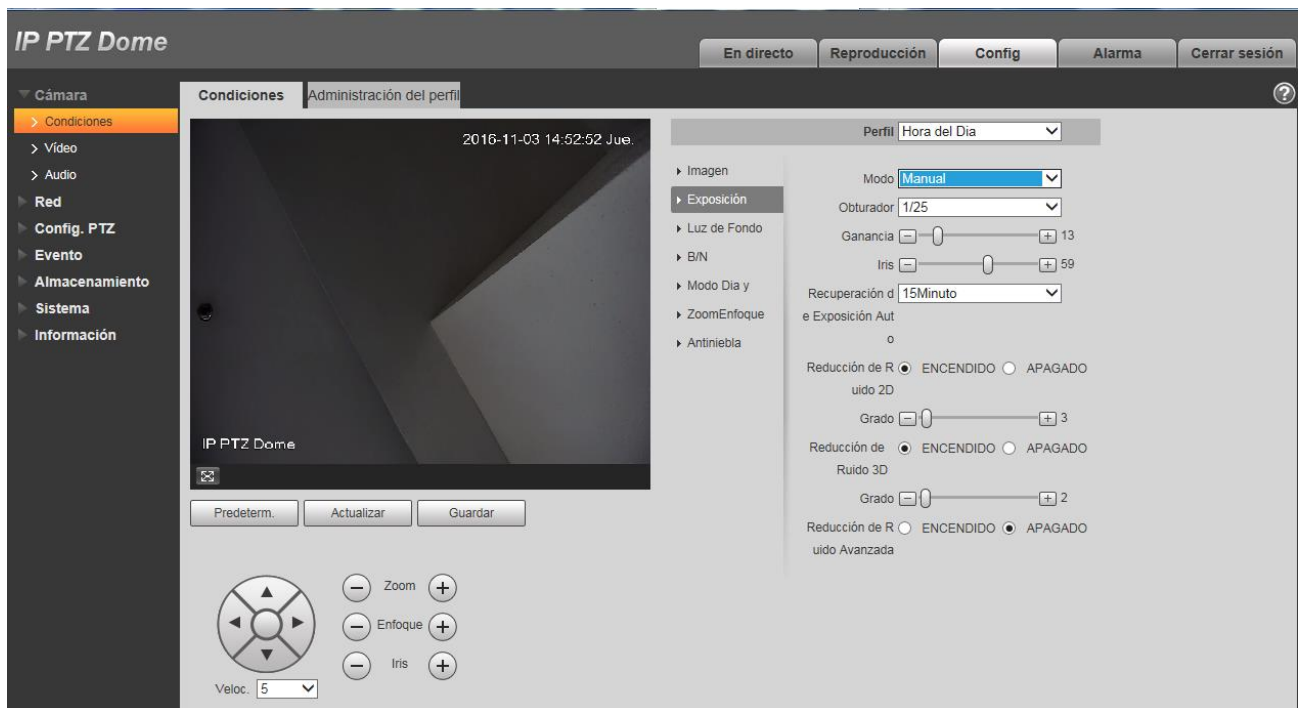 IP PTZ Dome
En directo
Reproducción
Config
Alarma
Cerrar sesión
Cámara
Condiciones
Vídeo
Audio
Red
Config. PTZ
Evento
Almacenamiento
Sistema
Información
Condiciones
Administración del perfil
?
2016-11-03 14:52:52 Jue.
IP PTZ Dome
Predeterm.
Actualizar
Guardar
Zoom
Enfoque
Iris
Veloc. 5
Perfil Hora del Dia
Imagen
Exposición
Luz de Fondo
B/N
Modo Dia y
ZoomEnfoque
Antiniebla
Modo Manual
Obturador 1/25
Ganancia 13
Iris 59
Recuperación d 15Minuto
e Exposición Aut
o
Reducción de R ENCENDIDO APAGADO
uido 2D
Grado 3
Reducción de ENCENDIDO APAGADO
Ruido 3D
Grado 2
Reducción de R ENCENDIDO APAGADO
uido Avanzada